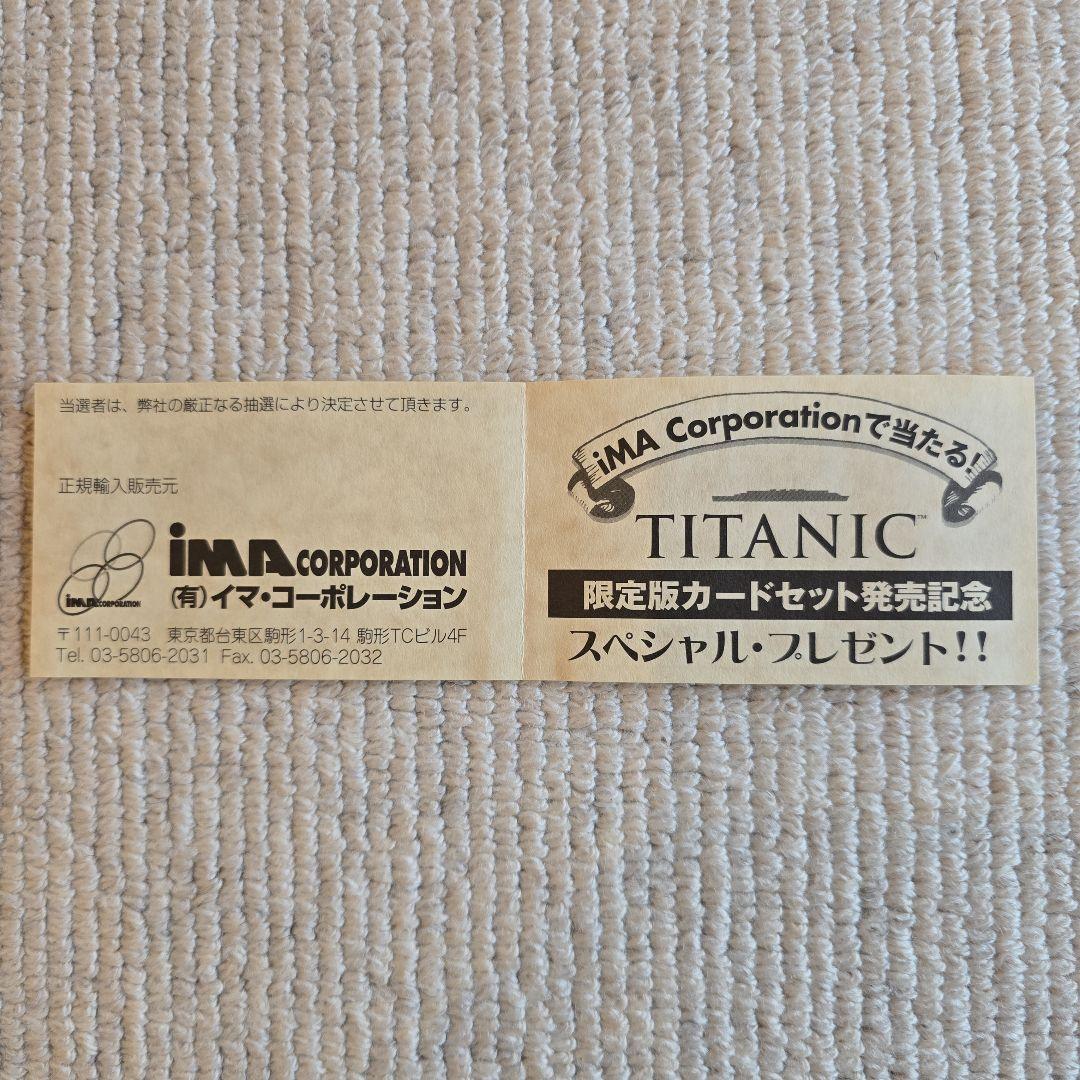 当選者は、弊社の厳正なる抽選により決定させて頂きます。
正規輸入販売元
iMA CORPORATION
iMA CORPORATION
(有)イマ・コーポレーション
〒111-0043 東京都台東区駒形1-3-14 駒形TCビル4F
Tel. 03-5806-2031 Fax. 03-5806-2032
iMA Corporationで当たる!
TITANIC™
限定版カードセット発売記念
スペシャル・プレゼント!!